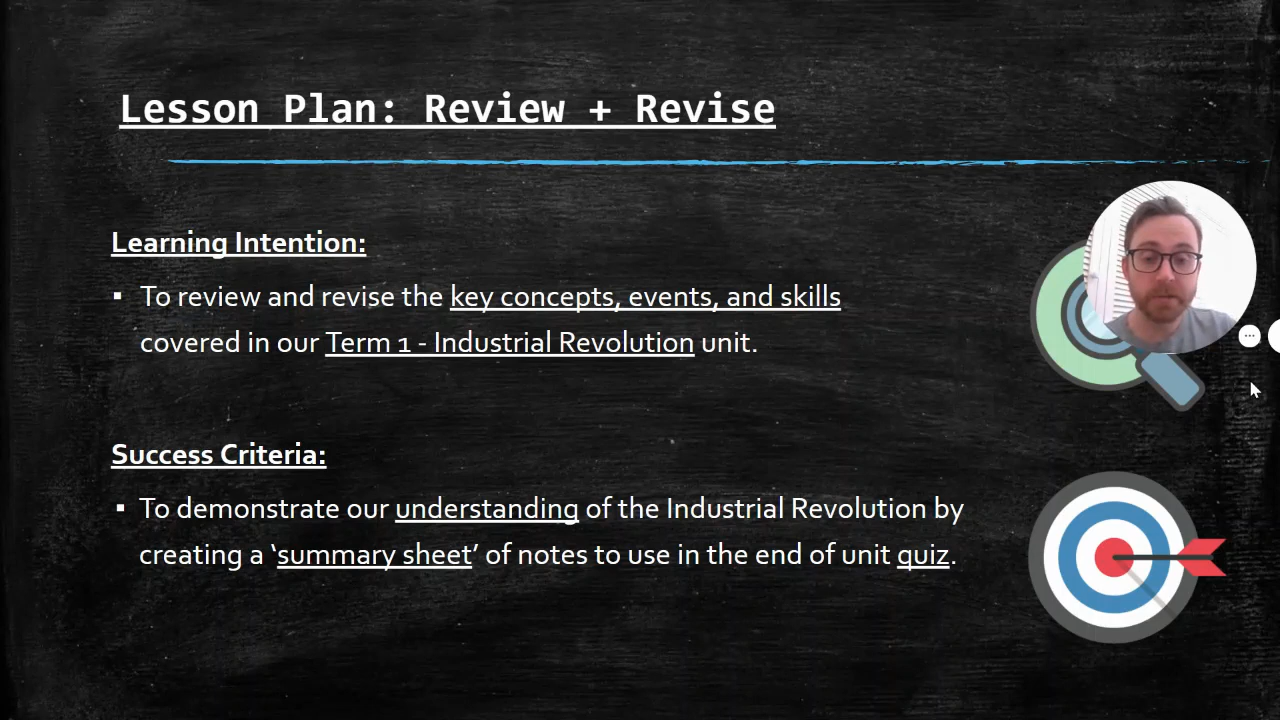 Lesson Plan: Review + Revise
Learning Intention:
▪ To review and revise the key concepts, events, and skills
covered in our Term 1 - Industrial Revolution unit.
Success Criteria:
▪ To demonstrate our understanding of the Industrial Revolution by
creating a ‘summary sheet’ of notes to use in the end of unit quiz.